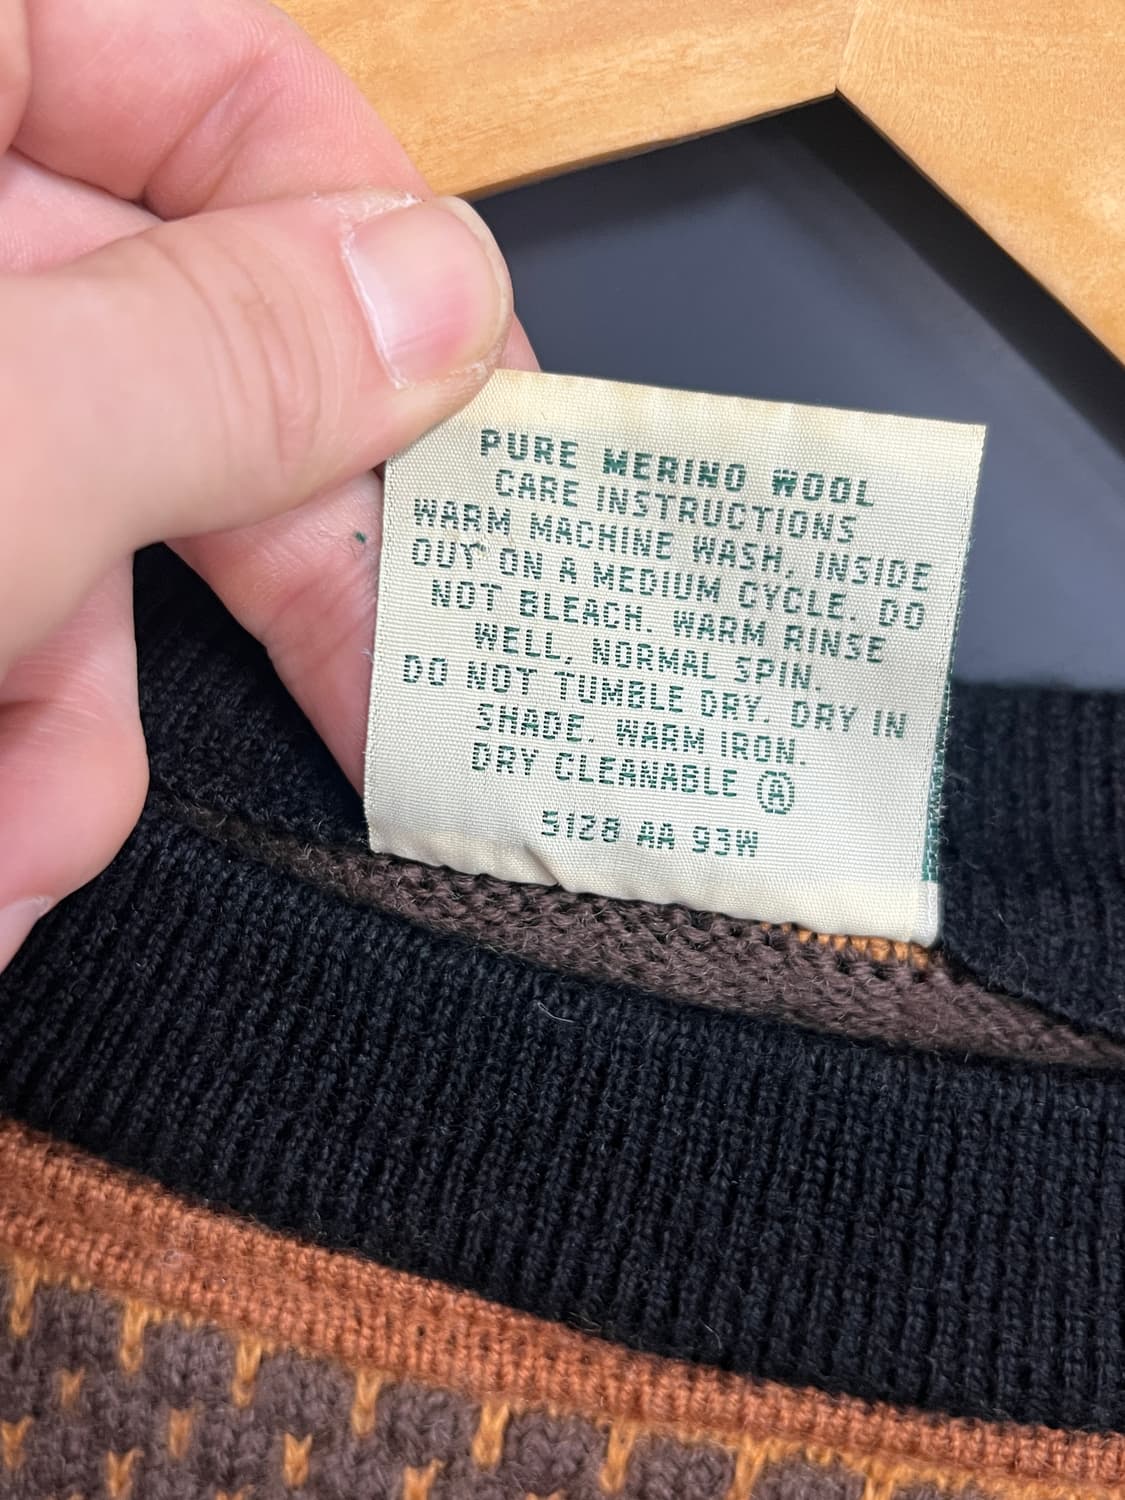 PURE MERINO WOOL
CARE INSTRUCTIONS
WARM MACHINE WASH, INSIDE
OUT ON A MEDIUM CYCLE. DO
NOT BLEACH. WARM RINSE
WELL, NORMAL SPIN.
DO NOT TUMBLE DRY. DRY IN
SHADE. WARM IRON.
DRY CLEANABLE Ⓐ
5128 AA 93W